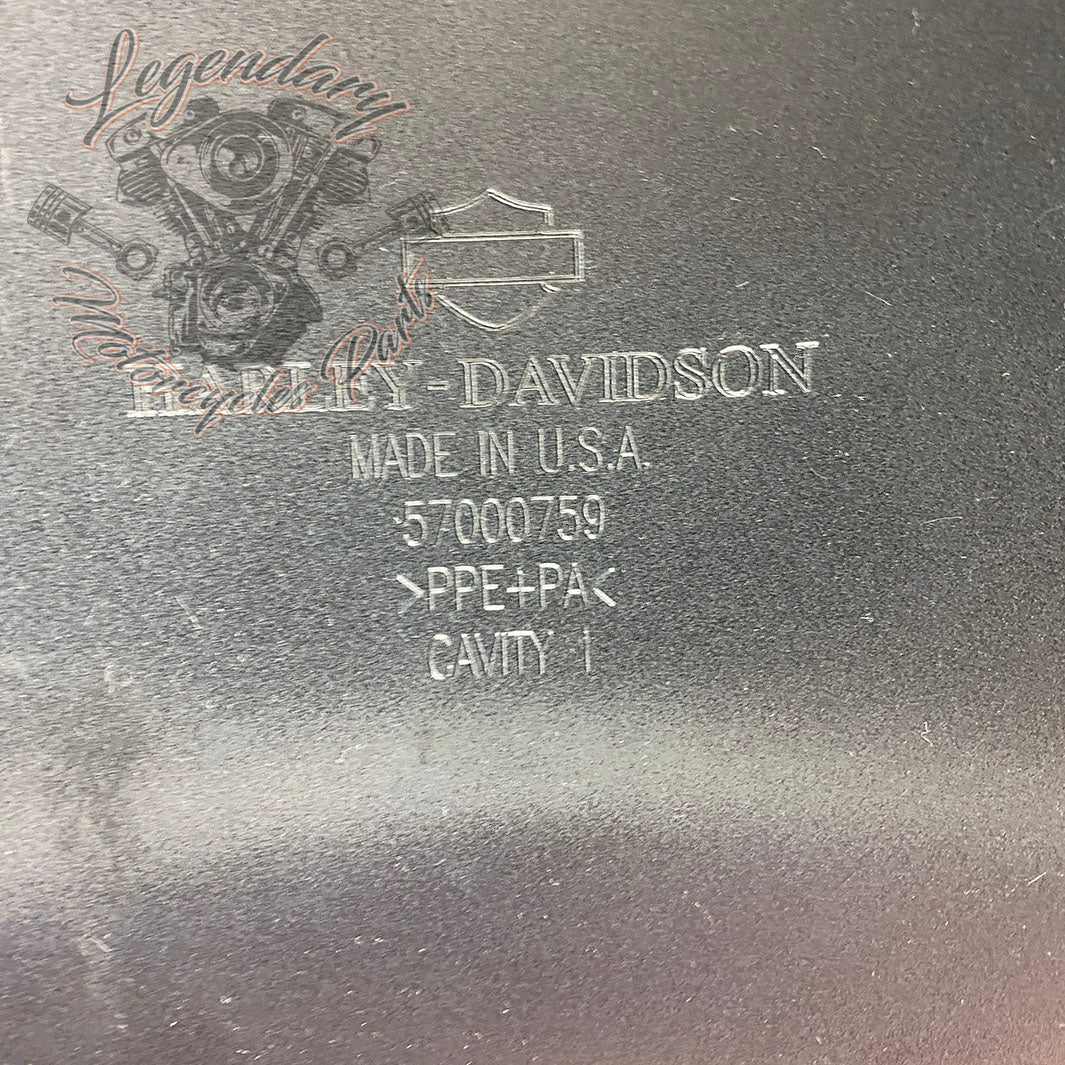 Legendary
Motorcycles Parts
HARLEY-DAVIDSON
MADE IN U.S.A.
57000759
>PPE+PA<
CAVITY 1